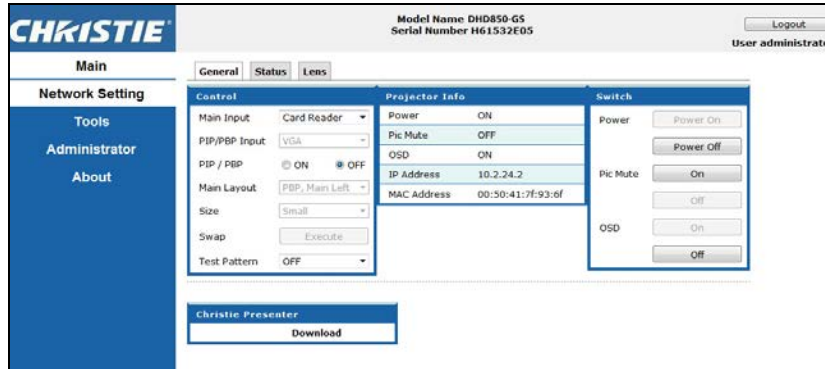 CHRISTIE
Model Name DHD850-GS
Serial Number H61532E05
Logout
User administrato
Main
Network Setting
Tools
Administrator
About
General Status Lens
Control
Main Input Card Reader
PIP/PBP Input VGA
PIP / PBP ON OFF
Main Layout PBP, Main Left
Size Small
Swap Execute
Test Pattern OFF
Projector Info
Power ON
Pic Mute OFF
OSD ON
IP Address 10.2.24.2
MAC Address 00:50:41:7f:93:6f
Switch
Power Power On
Power Off
Pic Mute On
Off
OSD On
Off
Christie Presenter
Download